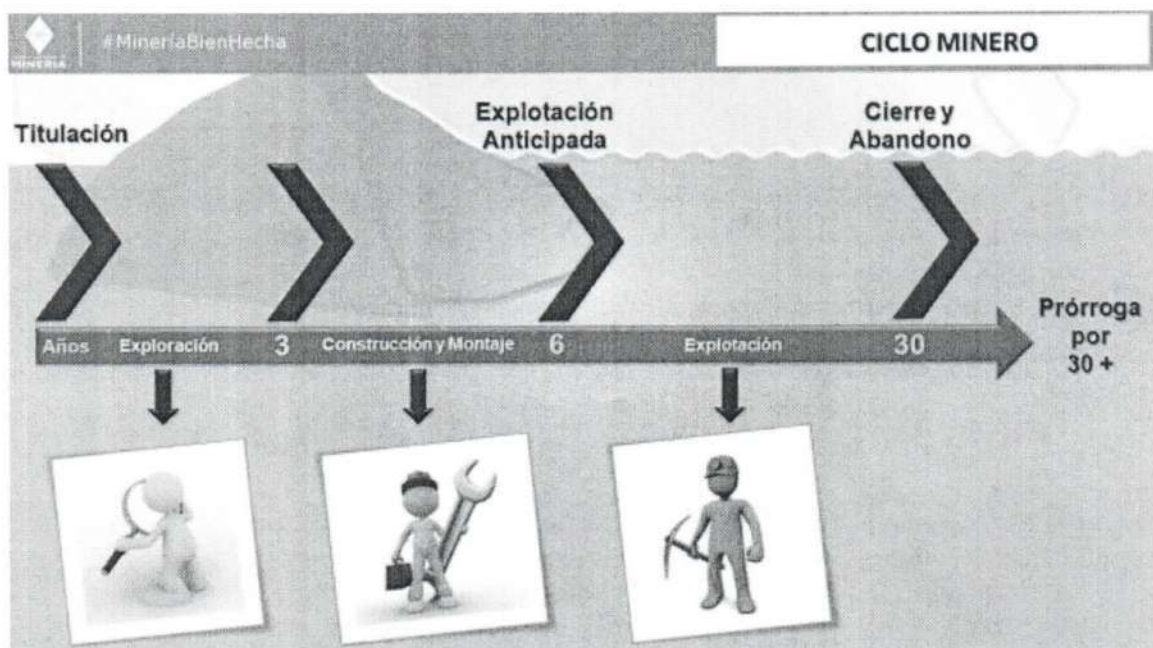 #MineríaBienHecha
CICLO MINERO
MINERÍA
Titulación
Explotación
Anticipada
Cierre y
Abandono
Años Exploración 3 Construcción y Montaje 6 Explotación 30
Prórroga
por
30 +